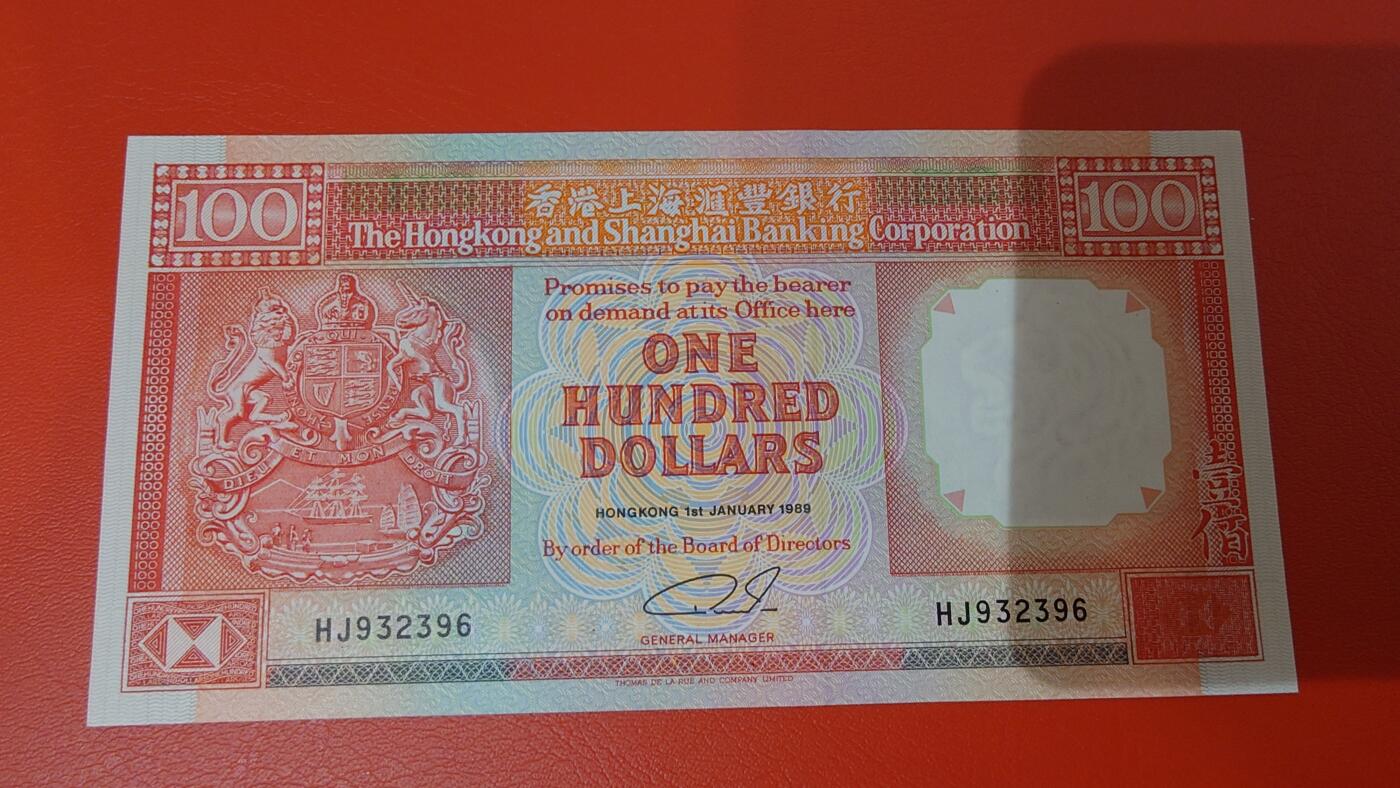 100
香港上海滙豐銀行
100
The Hongkong and Shanghai Banking Corporation
Promises to pay the bearer
on demand at its Office here
ONE
HUNDRED
DOLLARS
HONGKONG 1st JANUARY 1989
By order of the Board of Directors
DIEU ET MON DROIT
HJ932396
HJ932396
GENERAL MANAGER
THOMAS DE LA RUE AND COMPANY LIMITED